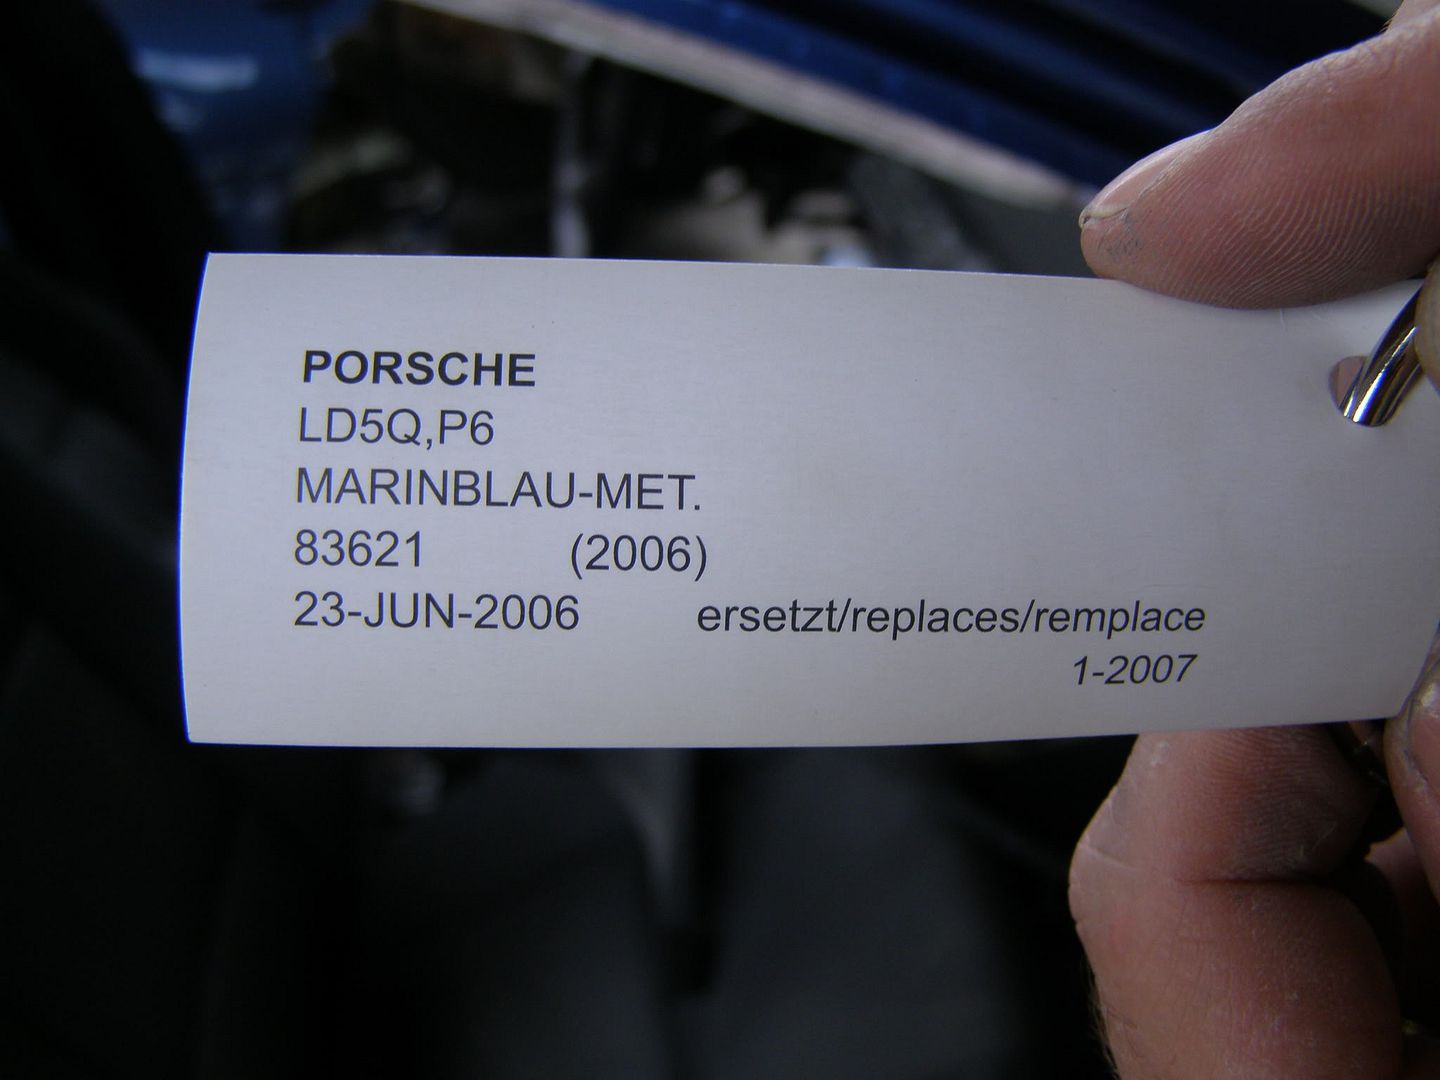 PORSCHE
LD5Q,P6
MARINBLAU-MET.
83621 (2006)
23-JUN-2006 ersetzt/replaces/remplace
1-2007